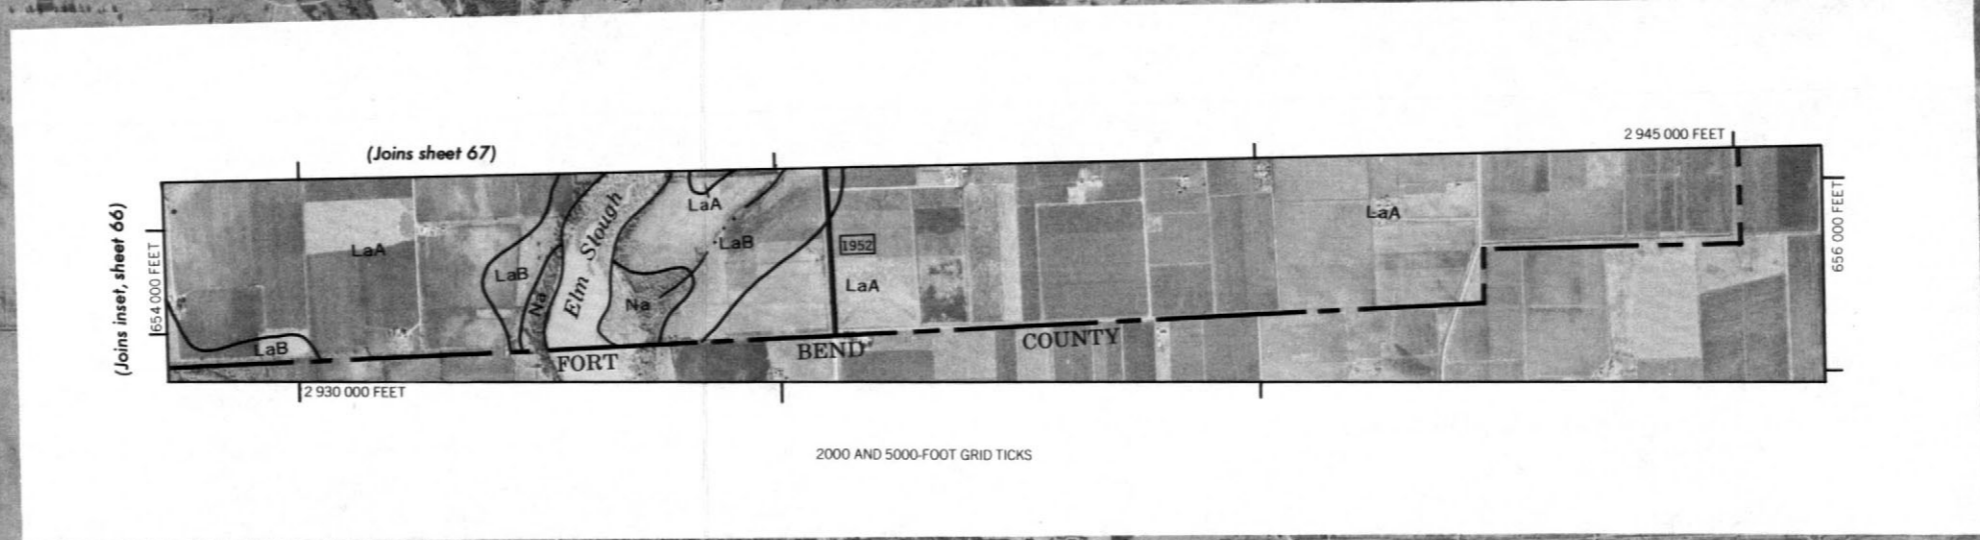 2 945 000 FEET
(Joins sheet 67)
(Joins inset, sheet 66)
654 000 FEET
656 000 FEET
LaA
LaB
Na
Elm Slough
LaA
LaB
Na
1952
LaA
LaA
LaB
FORT BEND COUNTY
2 930 000 FEET
2000 AND 5000-FOOT GRID TICKS